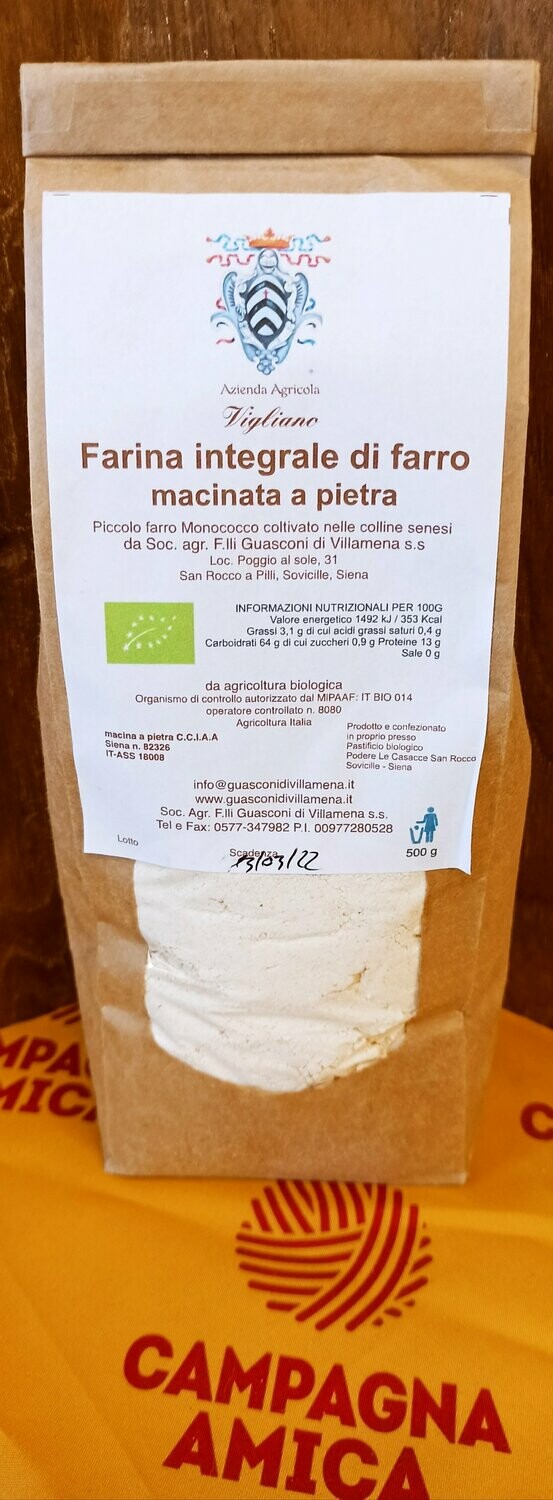 Azienda Agricola
Vigliano
Farina integrale di farro
macinata a pietra
Piccolo farro Monococco coltivato nelle colline senesi
da Soc. agr. F.lli Guasconi di Villamena s.s
Loc. Poggio al sole, 31
San Rocco a Pilli, Sovicille, Siena
INFORMAZIONI NUTRIZIONALI PER 100G
Valore energetico 1492 kJ / 353 Kcal
Grassi 3,1 g di cui acidi grassi saturi 0,4 g
Carboidrati 64 g di cui zuccheri 0,9 g Proteine 13 g
Sale 0 g
da agricoltura biologica
Organismo di controllo autorizzato dal MIPAAF: IT BIO 014
operatore controllato n. 8080
Agricoltura Italia
macina a pietra C.C.I.A.A
Siena n. 82326
IT-ASS 18008
Prodotto e confezionato
in proprio presso
Pastificio biologico
Podere Le Casacce San Rocco
Sovicille - Siena
info@guasconidivillamena.it
www.guasconidivillamena.it
Soc. Agr. F.lli Guasconi di Villamena s.s.
Tel e Fax: 0577-347982 P.I. 00977280528
Lotto
Scadenza
13/03/22
500 g
MPA
MIC
C
CAMPAGNA
AMICA